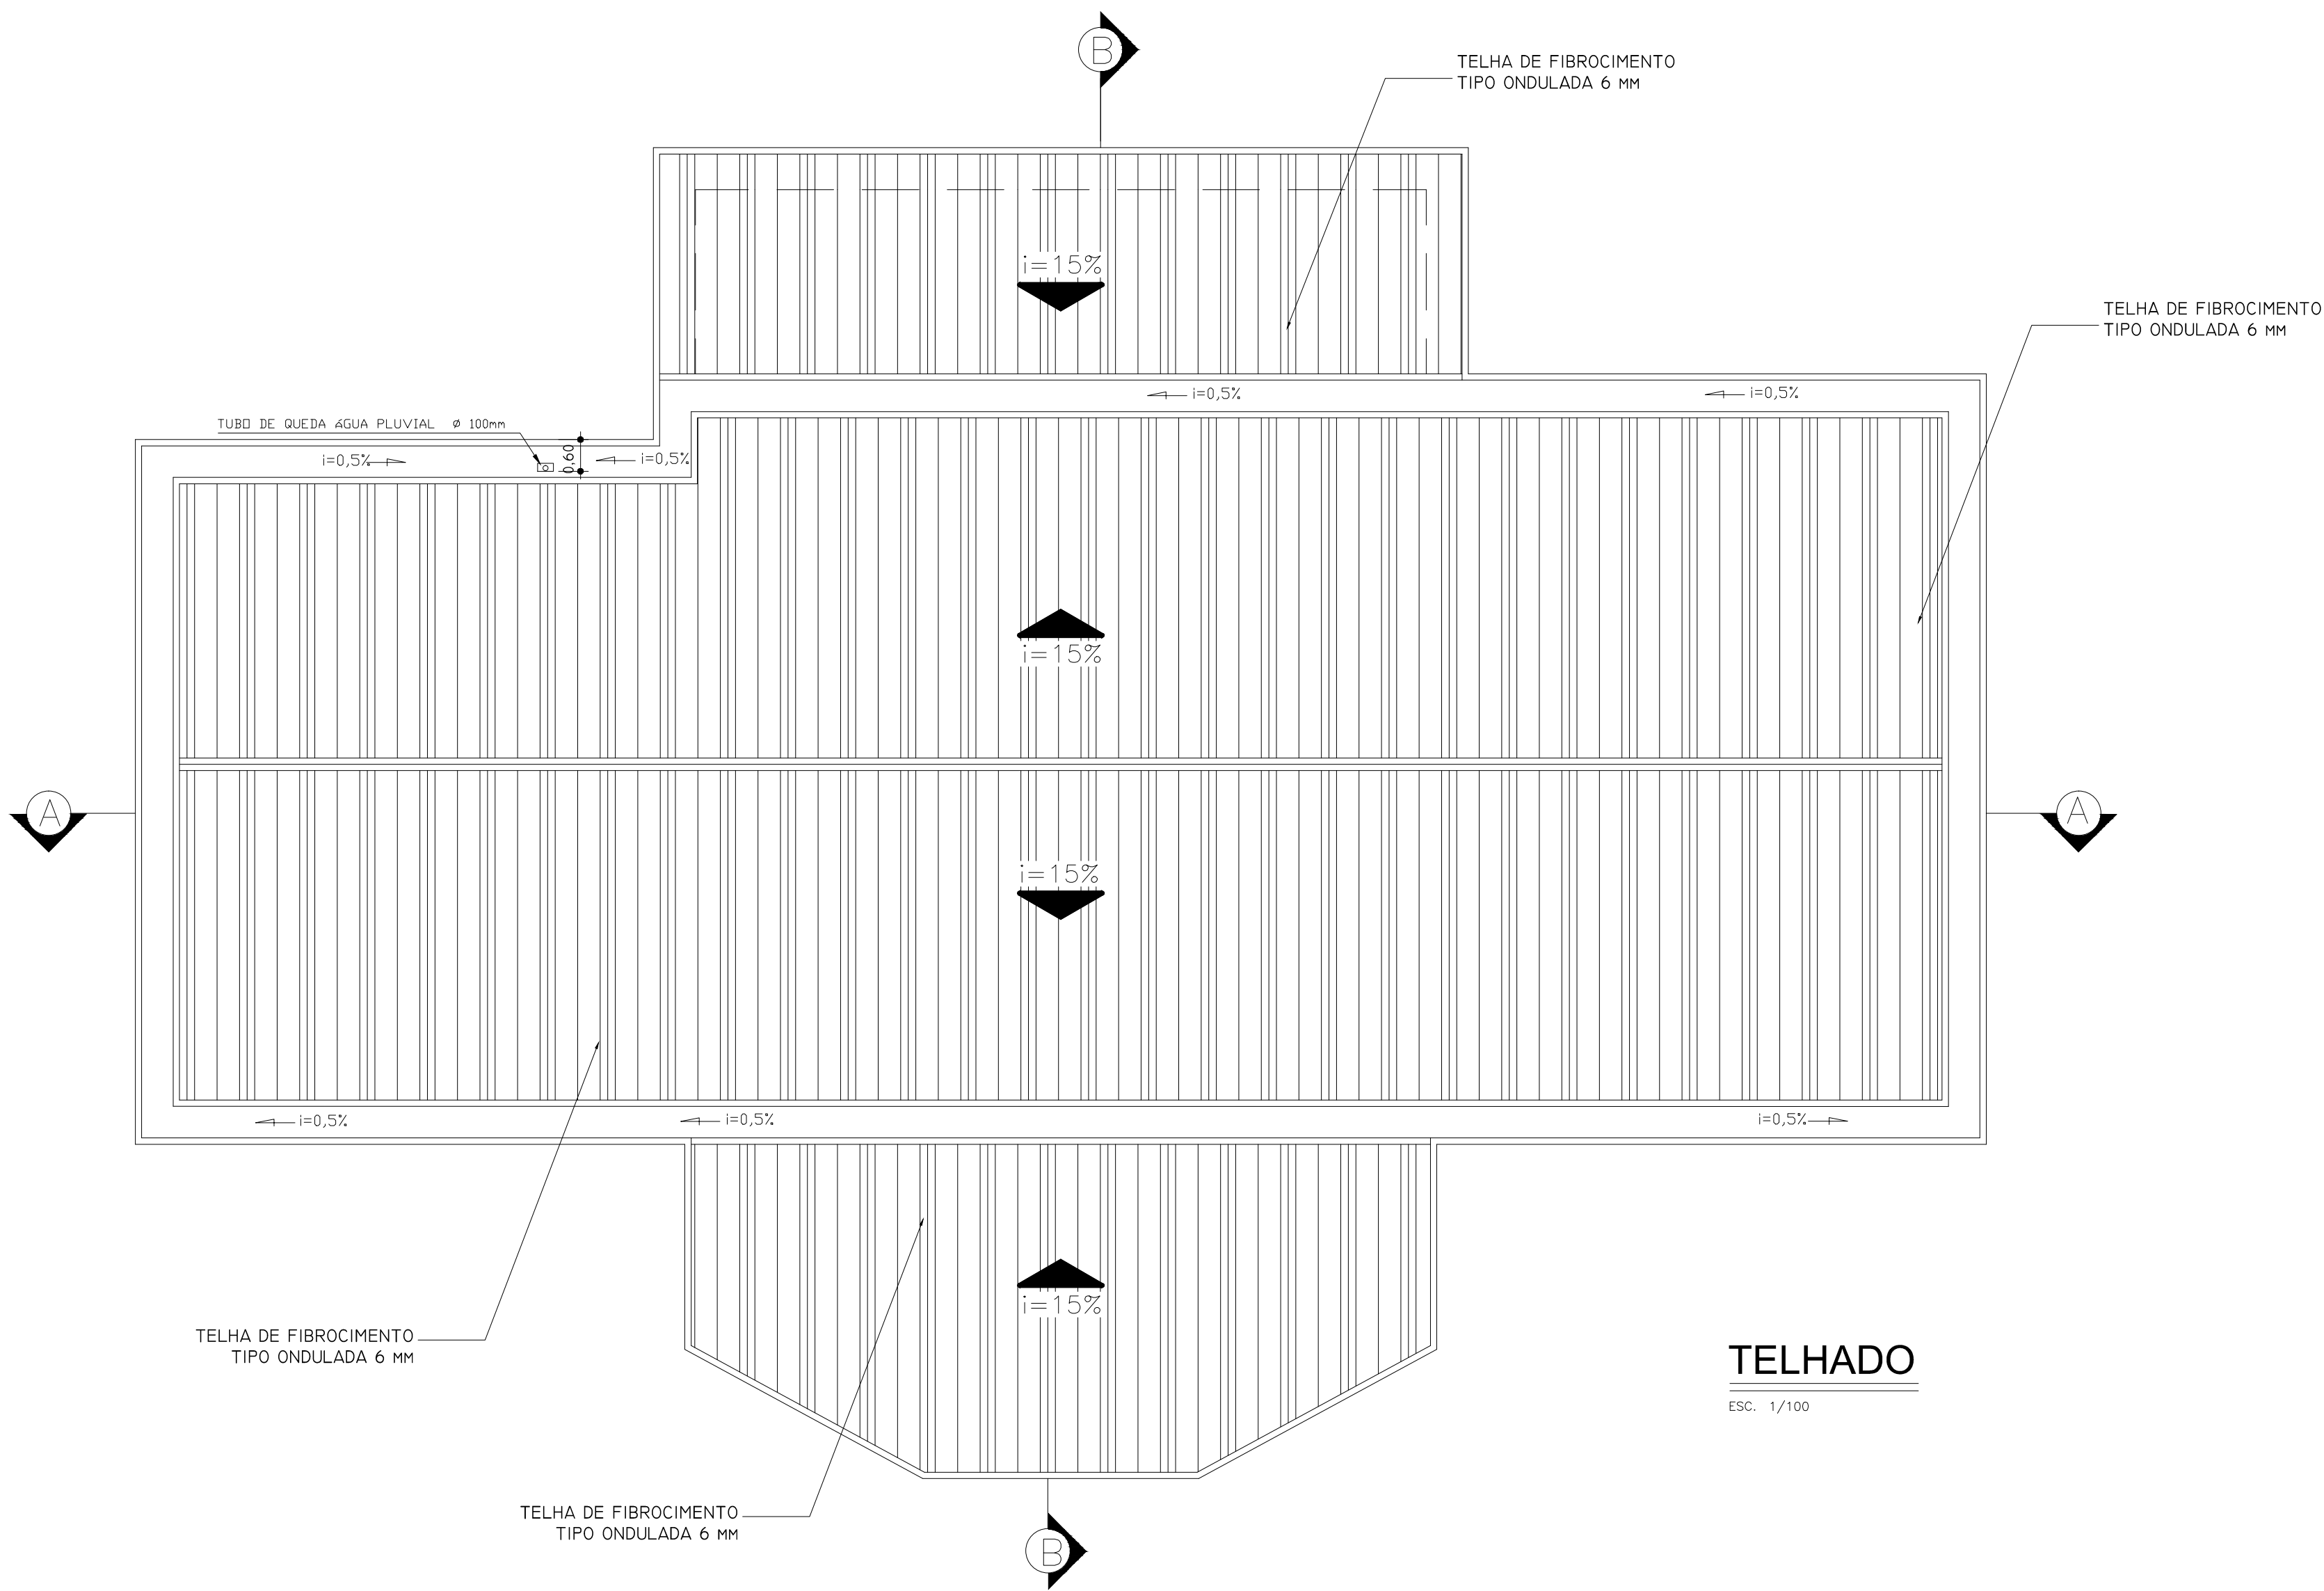 B
TELHA DE FIBROCIMENTO
TIPO ONDULADA 6 MM
i=15%
TELHA DE FIBROCIMENTO
TIPO ONDULADA 6 MM
i=0,5%
i=0,5%
TUBO DE QUEDA ÁGUA PLUVIAL Ø 100mm
i=0,5%
0,60
i=0,5%
i=15%
A
A
i=15%
i=0,5%
i=0,5%
i=0,5%
i=15%
TELHA DE FIBROCIMENTO
TIPO ONDULADA 6 MM
TELHADO
ESC. 1/100
TELHA DE FIBROCIMENTO
TIPO ONDULADA 6 MM
B